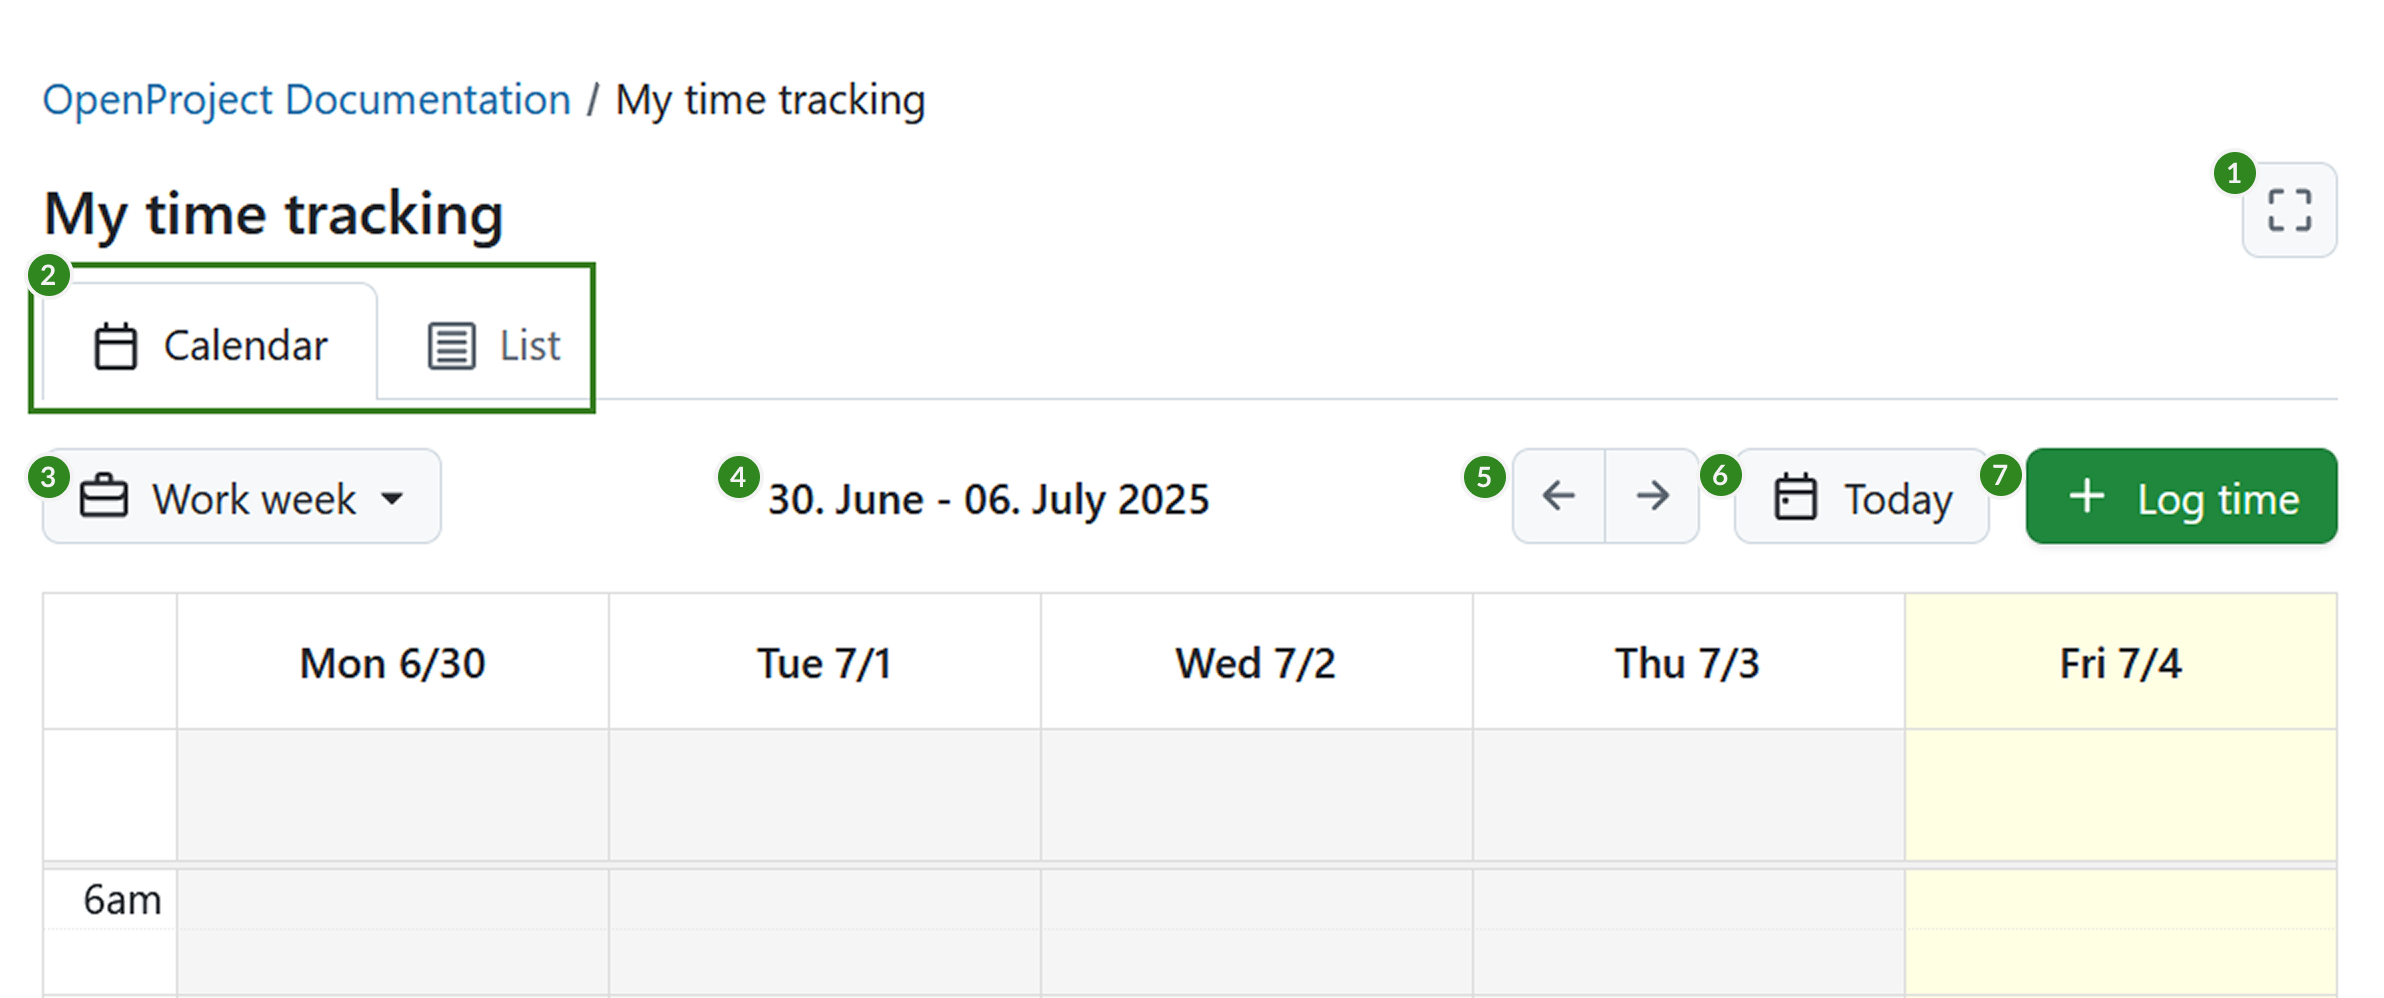 OpenProject Documentation / My time tracking
1
My time tracking
2
Calendar List
3 Work week 4 30. June - 06. July 2025 5 6 Today 7 + Log time
Mon 6/30 Tue 7/1 Wed 7/2 Thu 7/3 Fri 7/4
6am